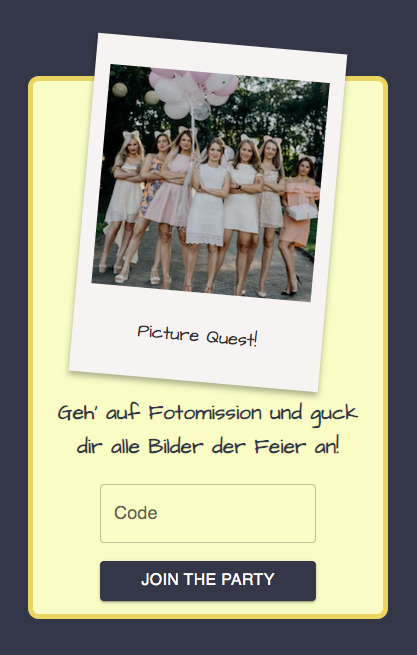 Picture Quest!
Geh' auf Fotomission und guck
dir alle Bilder der Feier an!
Code
JOIN THE PARTY